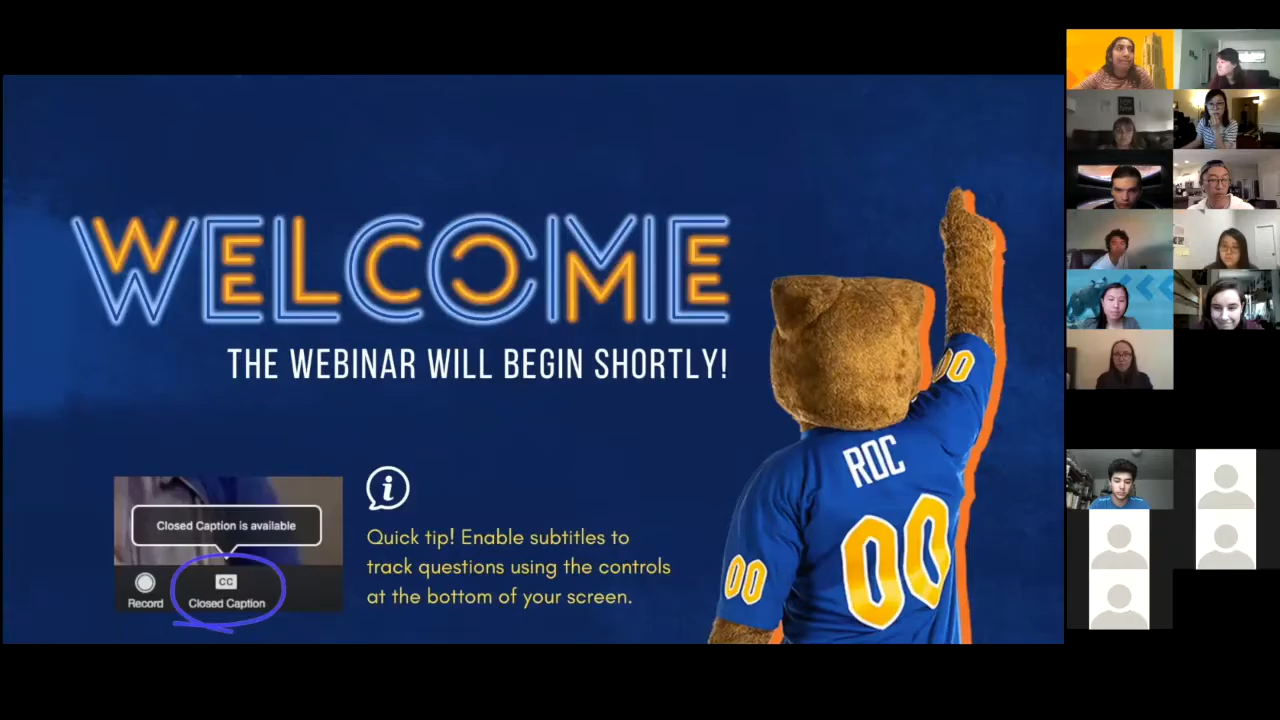 WELCOME
THE WEBINAR WILL BEGIN SHORTLY!
ROC
00
00
00
Closed Caption is available
CC
Record
Closed Caption
i
Quick tip! Enable subtitles to
track questions using the controls
at the bottom of your screen.